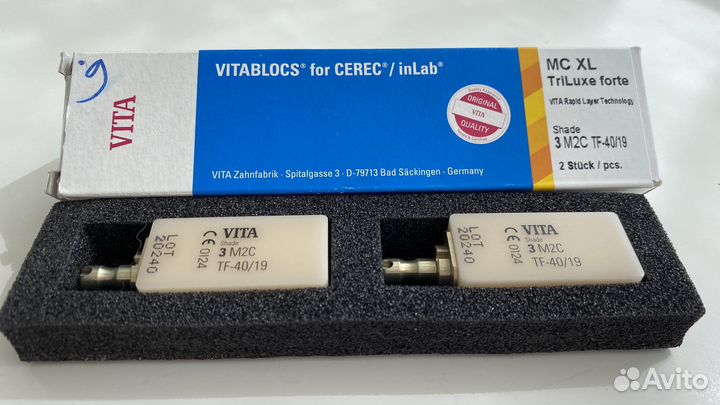 VITA
VITABLOCS® for CEREC®/ inLab®
ORIGINAL
VITA
QUALITY
VITA Zahnfabrik · Spitalgasse 3 · D-79713 Bad Säckingen · Germany
MC XL
TriLuxe forte
VITA Rapid Layer Technology
Shade
3 M2C TF-40/19
2 Stück / pcs.
LOT
20240
CE 0124
VITA
Shade
3 M2C
TF-40/19
LOT
20240
CE 0124
VITA
Shade
3 M2C
TF-40/19
Avito